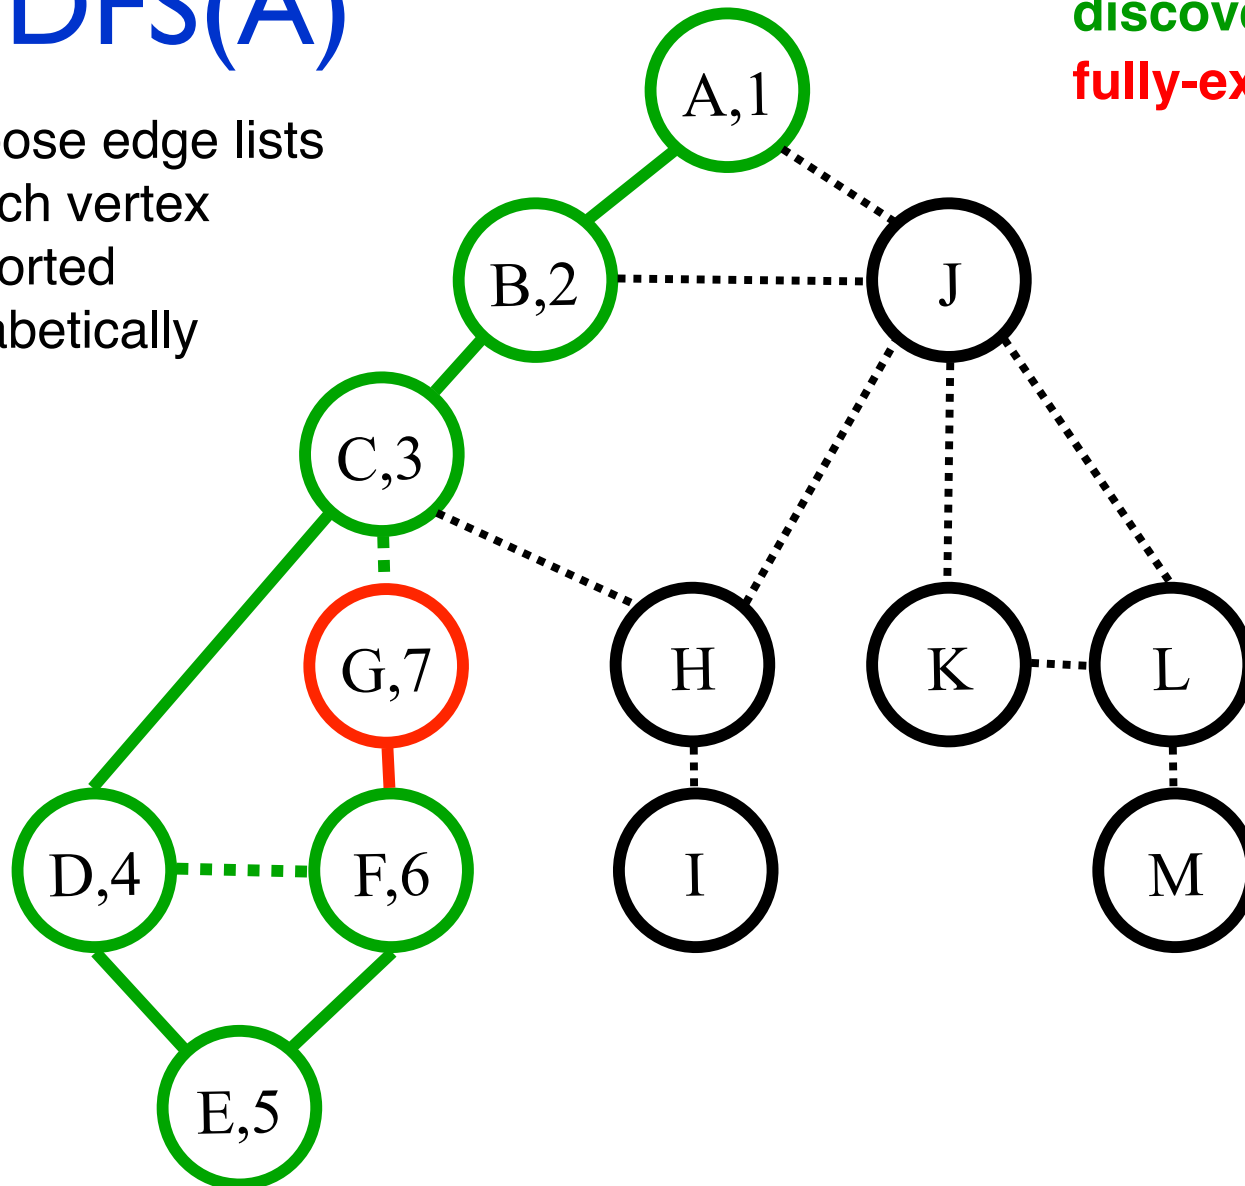 DFS(A)
discov
fully-ex
ose edge lists
ch vertex
orted
abetically
A,1
B,2
J
C,3
G,7
H
K
L
D,4
F,6
I
M
E,5